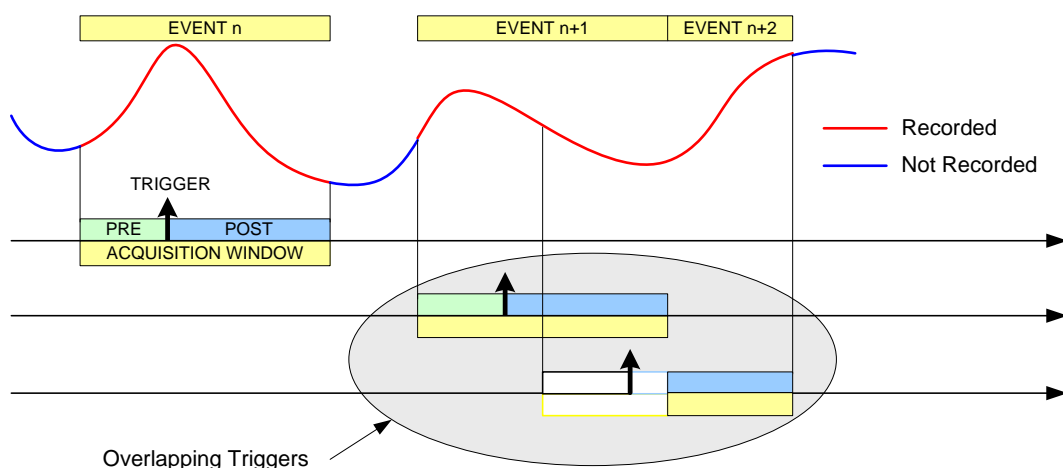 EVENT n
EVENT n+1
EVENT n+2
Recorded
Not Recorded
TRIGGER
PRE
POST
ACQUISITION WINDOW
Overlapping Triggers